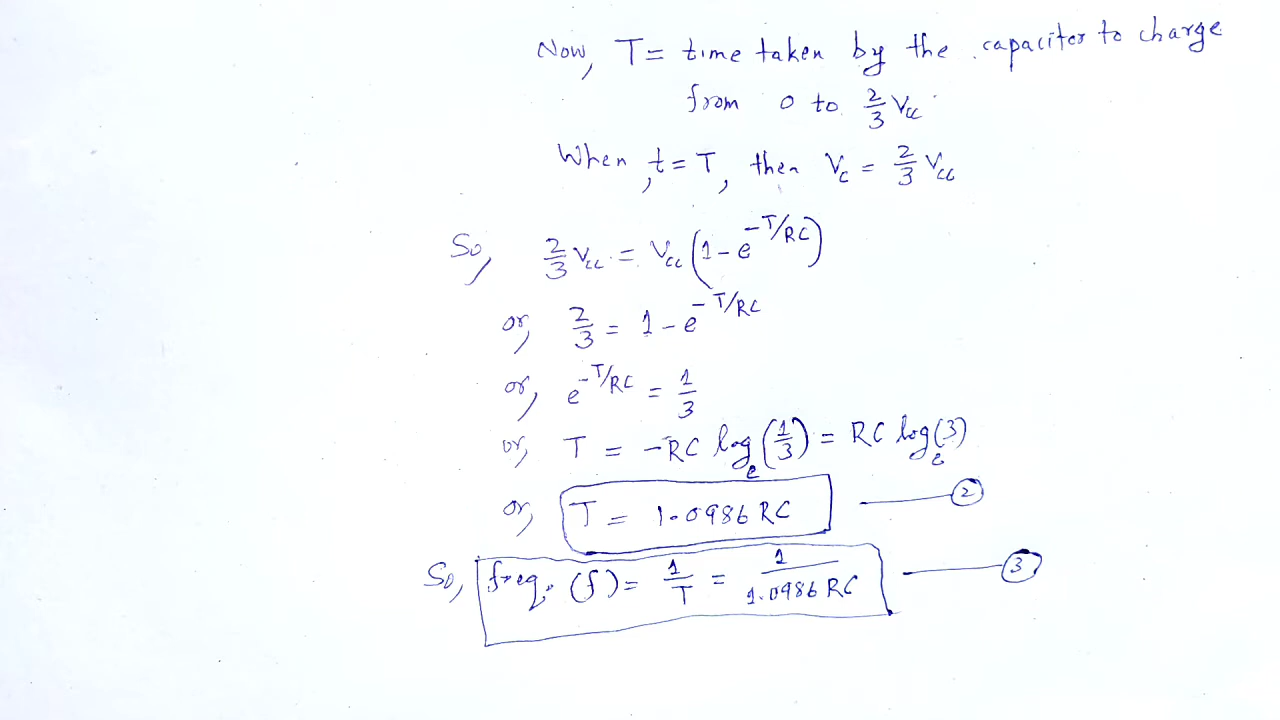 Now, T = time taken by the capacitor to charge
from 0 to 2/3 Vcc
When, t = T, then Vc = 2/3 Vcc
So, 2/3 Vcc = Vcc (1 - e^-T/RC)
or, 2/3 = 1 - e^-T/RC
or, e^-T/RC = 1/3
or, T = -RC log_e (1/3) = RC log_e (3)
or, T = 1.0986 RC ②
So, freq. (f) = 1/T = 1/1.0986 RC ③